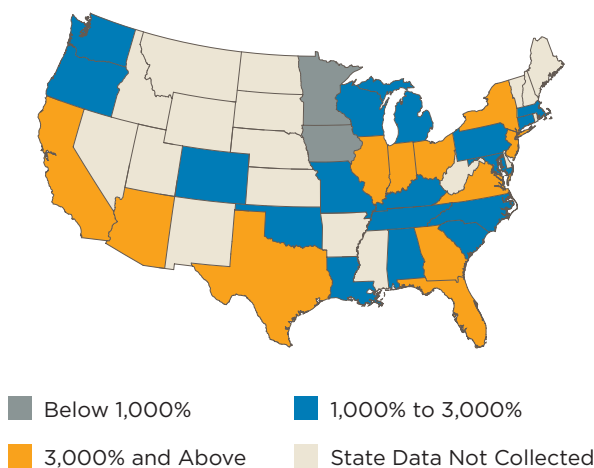 Below 1,000%
1,000% to 3,000%
3,000% and Above
State Data Not Collected